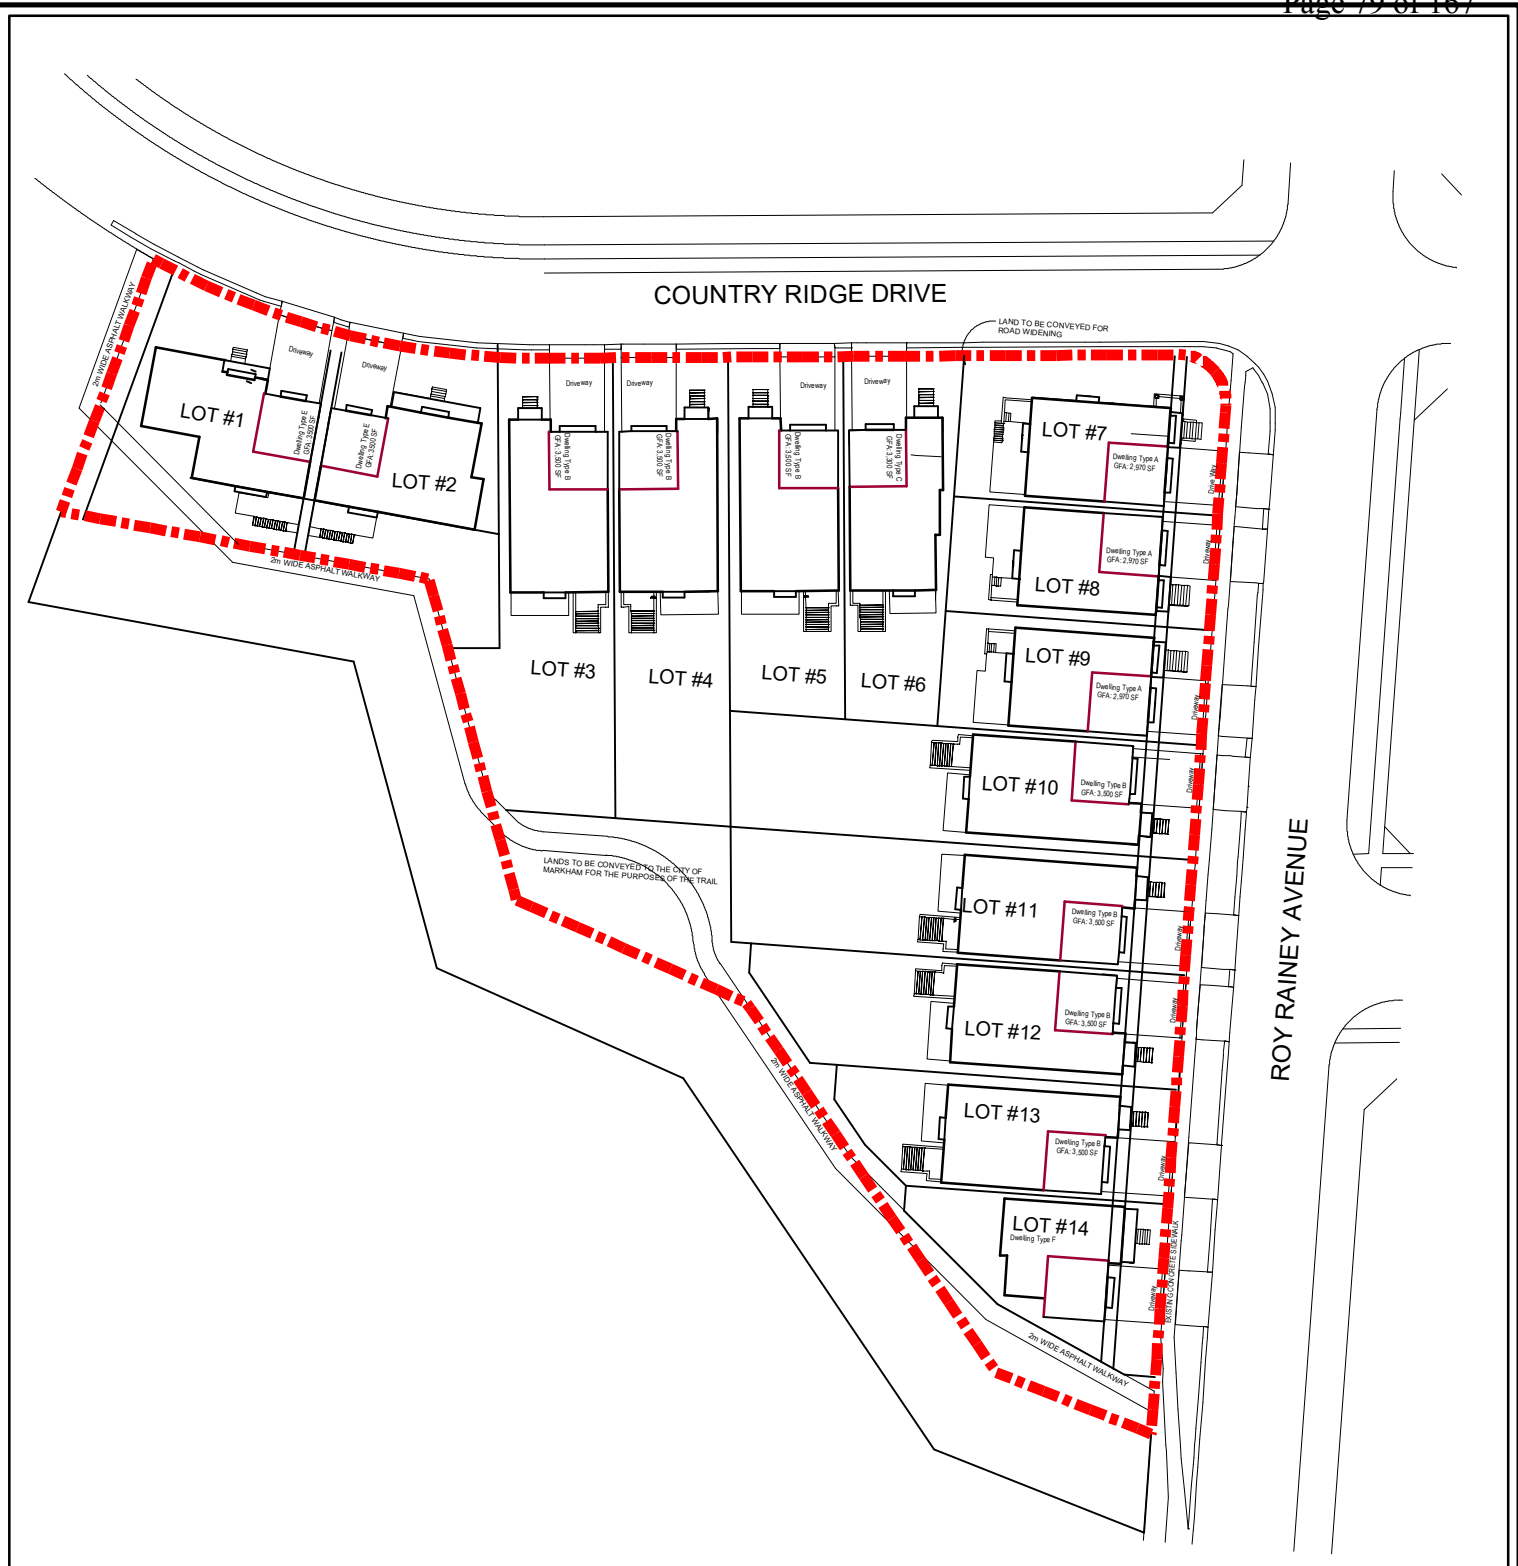 Page 79 of 167
COUNTRY RIDGE DRIVE
LAND TO BE CONVEYED FOR
ROAD WIDENING
2m WIDE ASPHALT WALKWAY
Driveway
Driveway
Driveway
Driveway
Driveway
Driveway
LOT #1
Dwelling Type E
GFA: 3500 SF
Dwelling Type E
GFA: 3500 SF
LOT #2
Dwelling Type B
GFA: 3,500 SF
Dwelling Type B
GFA: 3,500 SF
Dwelling Type B
GFA: 3,500 SF
Dwelling Type C
GFA: 3,300 SF
LOT #7
Dwelling Type A
GFA: 2,970 SF
Drive Way
Dwelling Type A
GFA: 2,970 SF
Driveway
LOT #8
2m WIDE ASPHALT WALKWAY
LOT #3
LOT #4
LOT #5
LOT #6
LOT #9
Dwelling Type A
GFA: 2,970 SF
Driveway
LOT #10
Dwelling Type B
GFA: 3,500 SF
Driveway
LANDS TO BE CONVEYED TO THE CITY OF
MARKHAM FOR THE PURPOSES OF THE TRAIL
LOT #11
Dwelling Type B
GFA: 3,500 SF
Driveway
ROY RAINEY AVENUE
LOT #12
Dwelling Type B
GFA: 3,500 SF
Driveway
2m WIDE ASPHALT WALKWAY
LOT #13
Dwelling Type B
GFA: 3,500 SF
Driveway
LOT #14
Dwelling Type F
Driveway
EXISTING CONCRETE SIDEWALK
2m WIDE ASPHALT WALKWAY